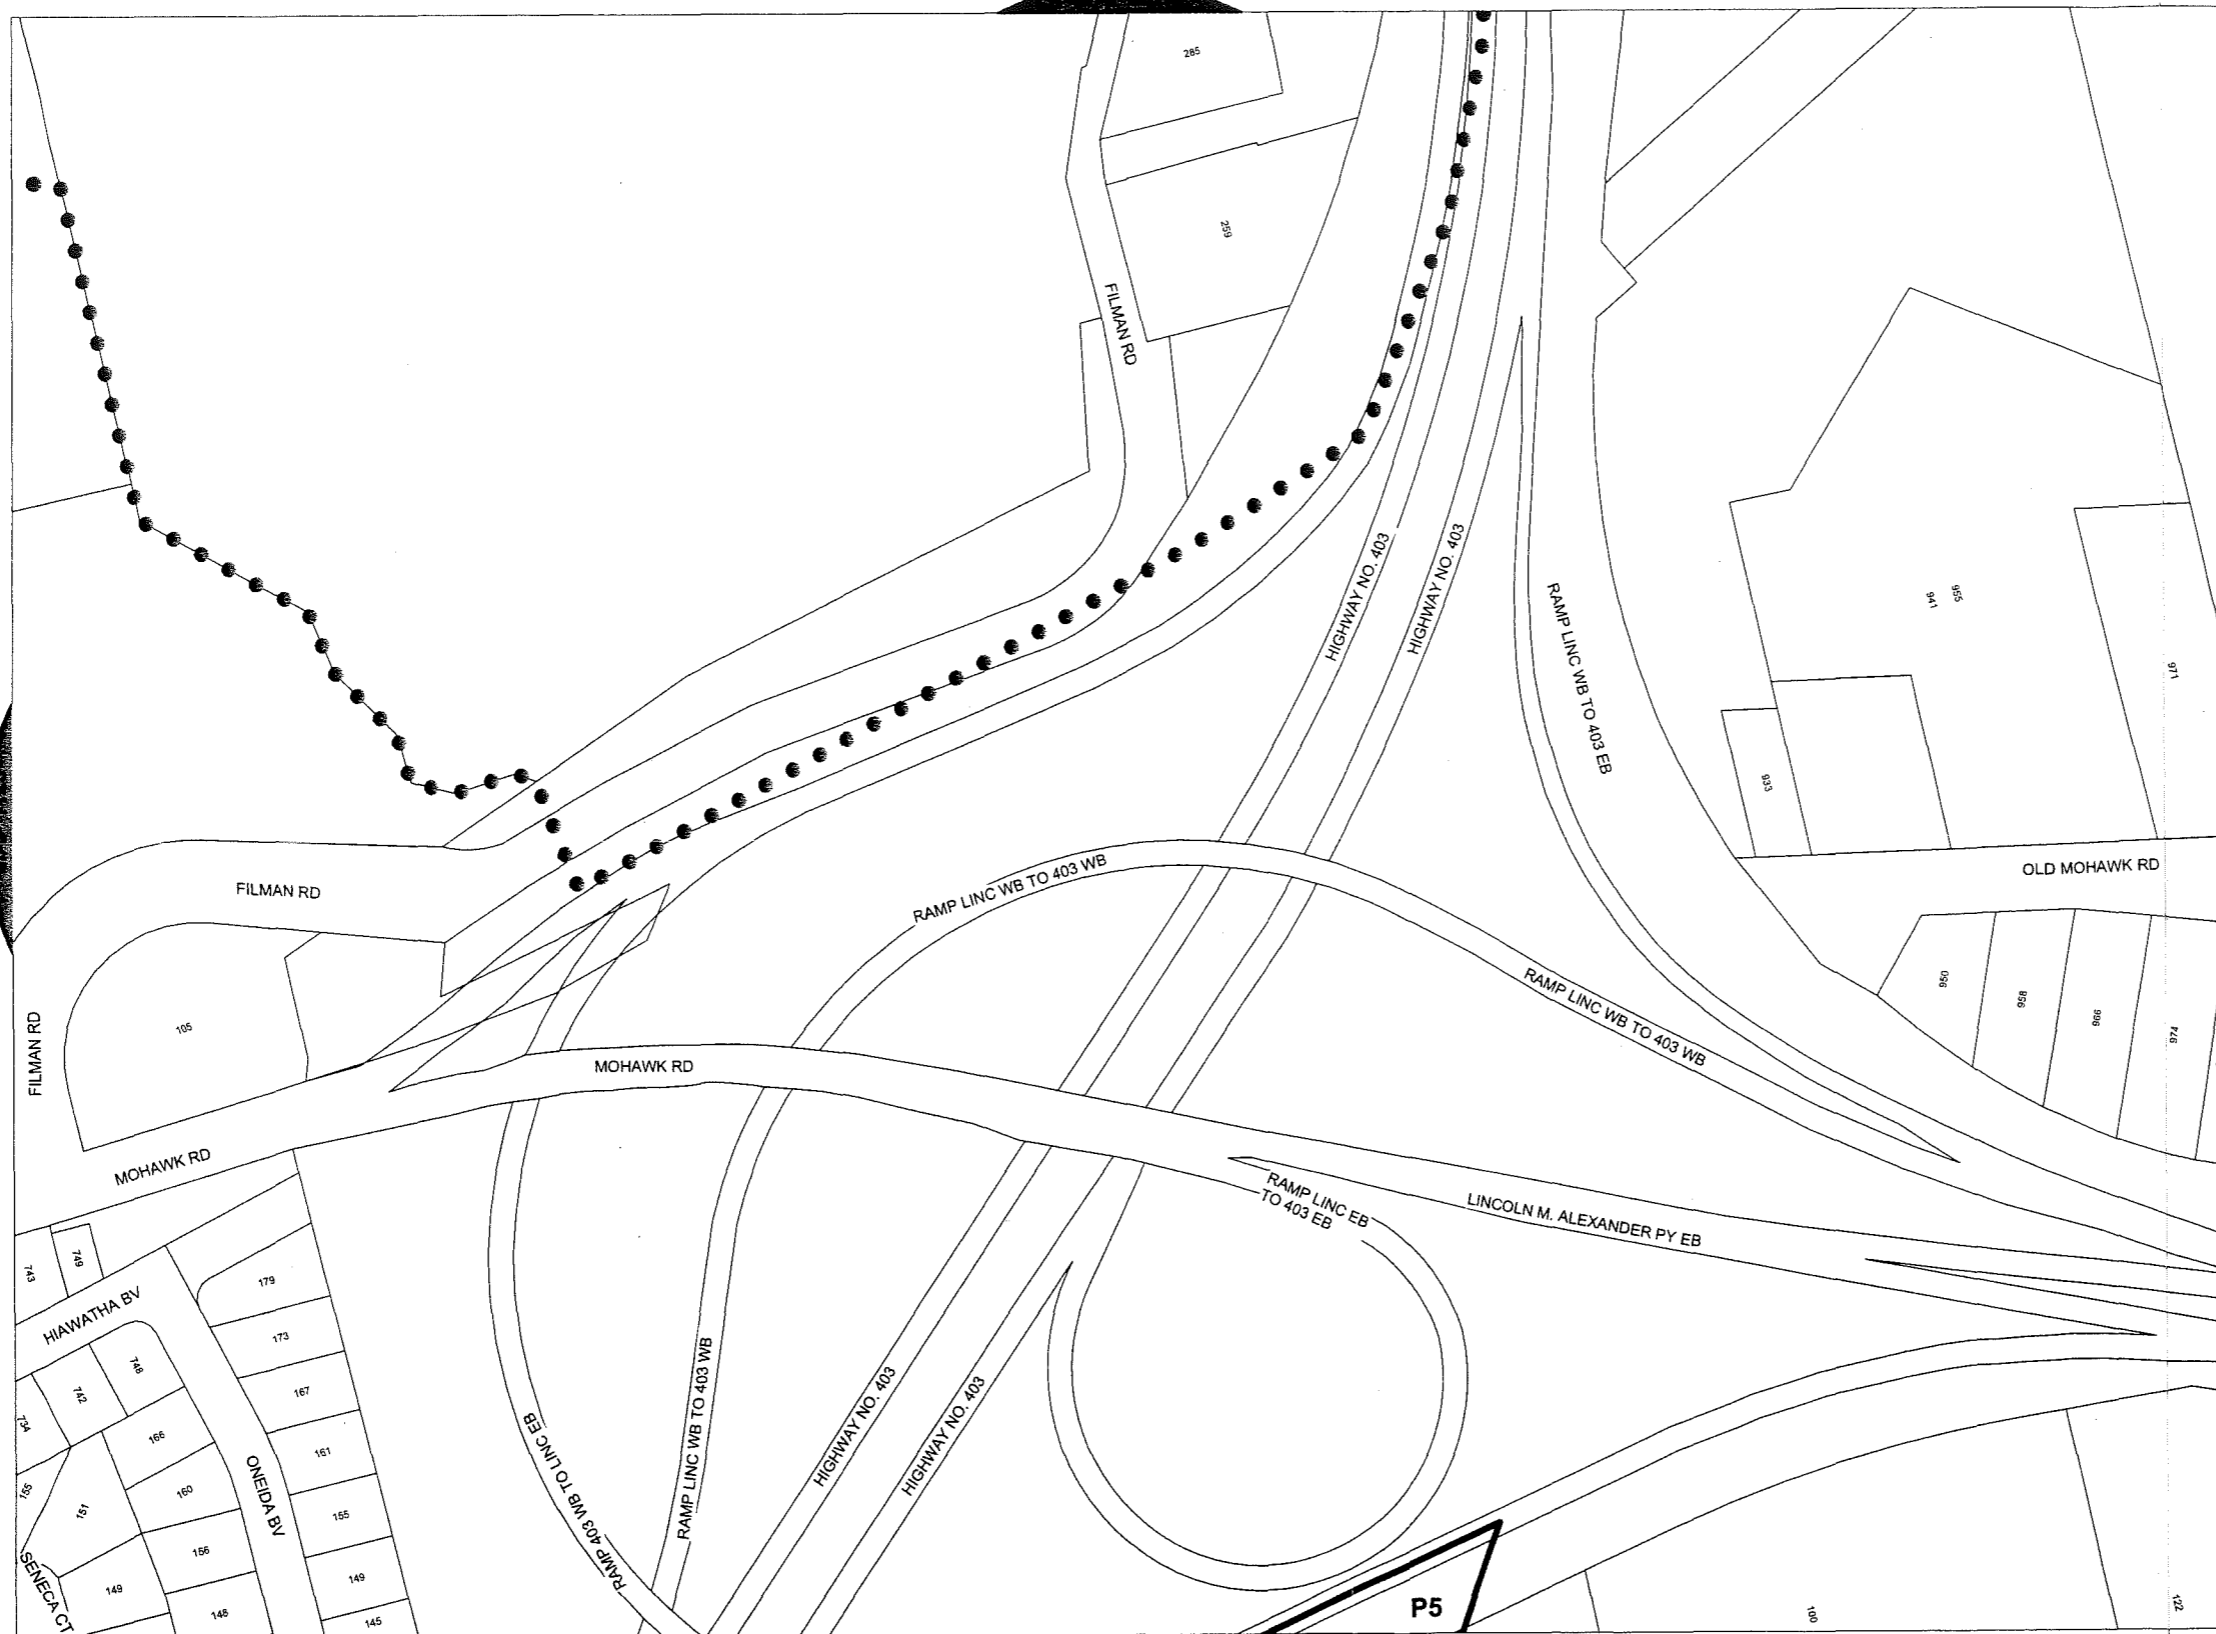 285
259
FILMAN RD
HIGHWAY NO. 403
HIGHWAY NO. 403
RAMP LINC WB TO 403 EB
955
941
971
933
OLD MOHAWK RD
FILMAN RD
RAMP LINC WB TO 403 WB
RAMP LINC WB TO 403 WB
950
958
966
974
105
FILMAN RD
MOHAWK RD
MOHAWK RD
RAMP LINC EB
TO 403 EB
LINCOLN M. ALEXANDER PY EB
743
749
HIAWATHA BV
179
173
748
742
167
734
166
161
160
155
151
ONEIDA BV
155
156
149
SENECA CT
149
148
145
RAMP 403 WB TO LINC EB
RAMP 403 WB
RAMP LINC WB TO 403 WB
HIGHWAY NO. 403
HIGHWAY NO. 403
P5
100
122